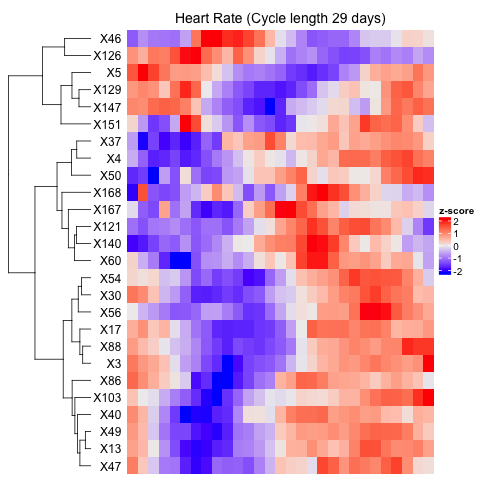 Heart Rate (Cycle length 29 days)
X46
X126
X5
X129
X147
X151
X37
X4
X50
X168
X167
X121
X140
X60
X54
X30
X56
X17
X88
X3
X86
X103
X40
X49
X13
X47
z-score
2
1
0
-1
-2